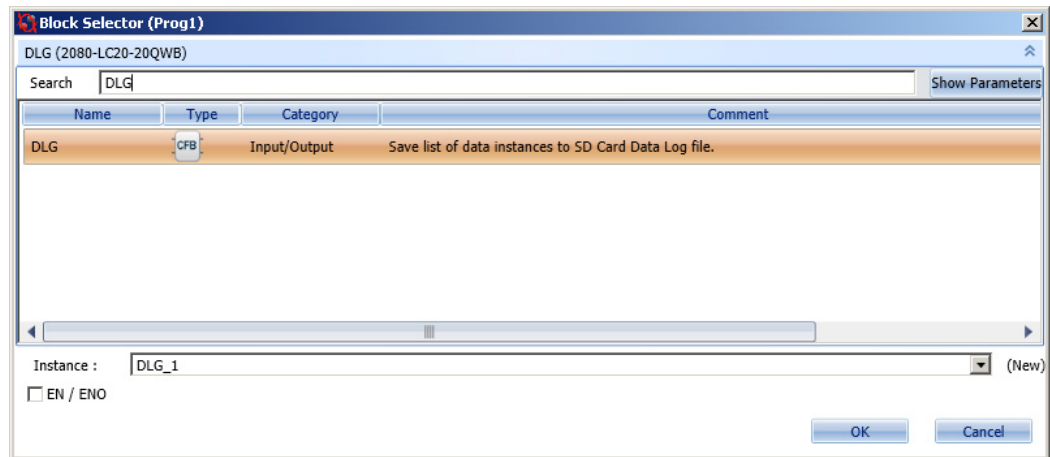 Block Selector (Prog1)
DLG (2080-LC20-20QWB)
Search DLG Show Parameters
Name Type Category Comment
DLG CFB Input/Output Save list of data instances to SD Card Data Log file.
Instance : DLG_1 (New)
EN / ENO
OK Cancel